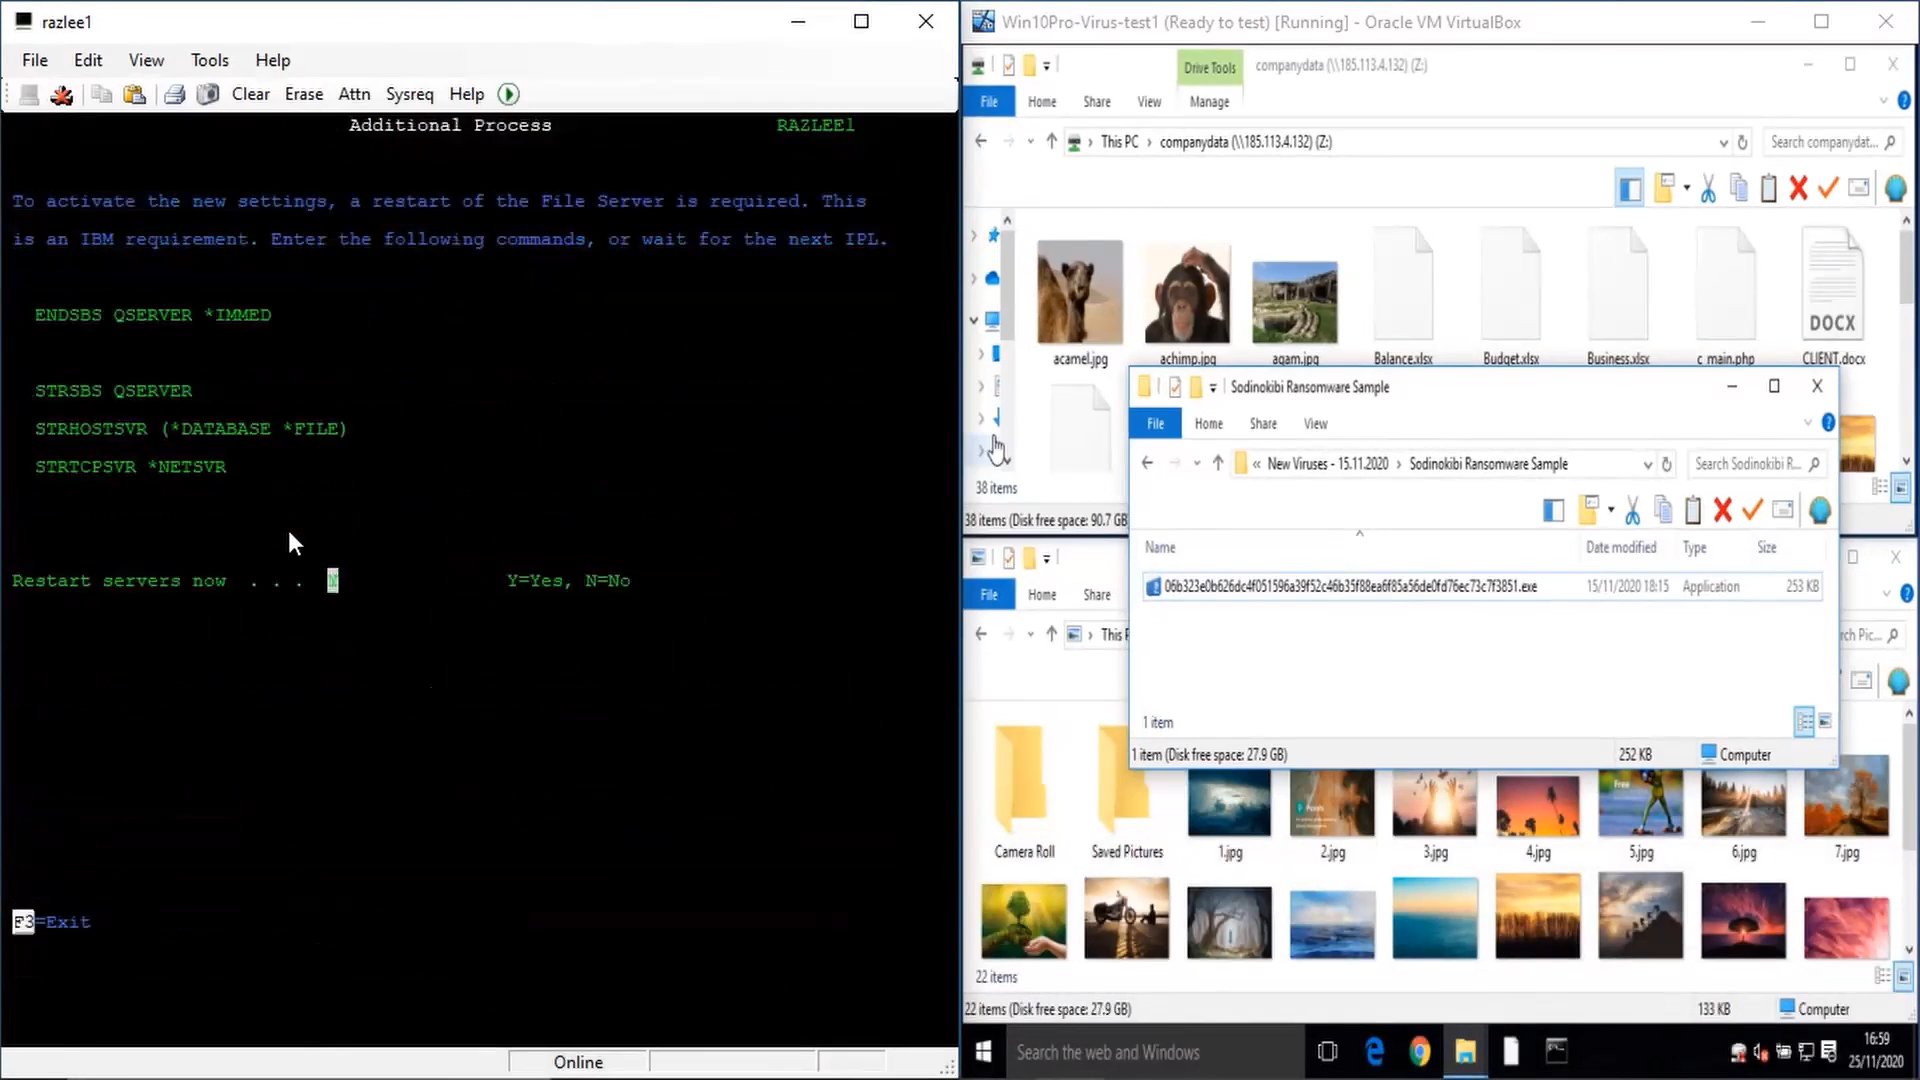 razlee1
File Edit View Tools Help
Clear Erase Attn Sysreq Help
Additional Process RAZLEE1
To activate the new settings, a restart of the File Server is required. This
is an IBM requirement. Enter the following commands, or wait for the next IPL.
ENDSBS QSERVER *IMMED
STRSBS QSERVER
STRHOSTSVR (*DATABASE *FILE)
STRTCPSVR *NETSVR
Restart servers now . . . N Y=Yes, N=No
F3=Exit
Online
Win10Pro-Virus-test1 (Ready to test) [Running] - Oracle VM VirtualBox
Drive Tools companydata (\\185.113.4.132) (Z:)
File Home Share View Manage
This PC › companydata (\\185.113.4.132) (Z:) Search companydat...
acamel.jpg achimp.jpg agam.jpg Balance.xlsx Budget.xlsx Business.xlsx c_main.php CLIENT.docx
DOCX
38 items
38 items (Disk free space: 90.7 GB
Sodinokibi Ransomware Sample
File Home Share View
« New Viruses - 15.11.2020 › Sodinokibi Ransomware Sample Search Sodinokibi R...
Name Date modified Type Size
06b323e0b626dc4f051596a39f52c46b35f88ea6f85a56de0fd76ec73c7f3851.exe 15/11/2020 18:15 Application 253 KB
1 item
1 item (Disk free space: 27.9 GB) 252 KB Computer
File Home Share
This P rch Pic...
Free
Camera Roll Saved Pictures 1.jpg 2.jpg 3.jpg 4.jpg 5.jpg 6.jpg 7.jpg
22 items
22 items (Disk free space: 27.9 GB) 133 KB Computer
Search the web and Windows
16:59
25/11/2020